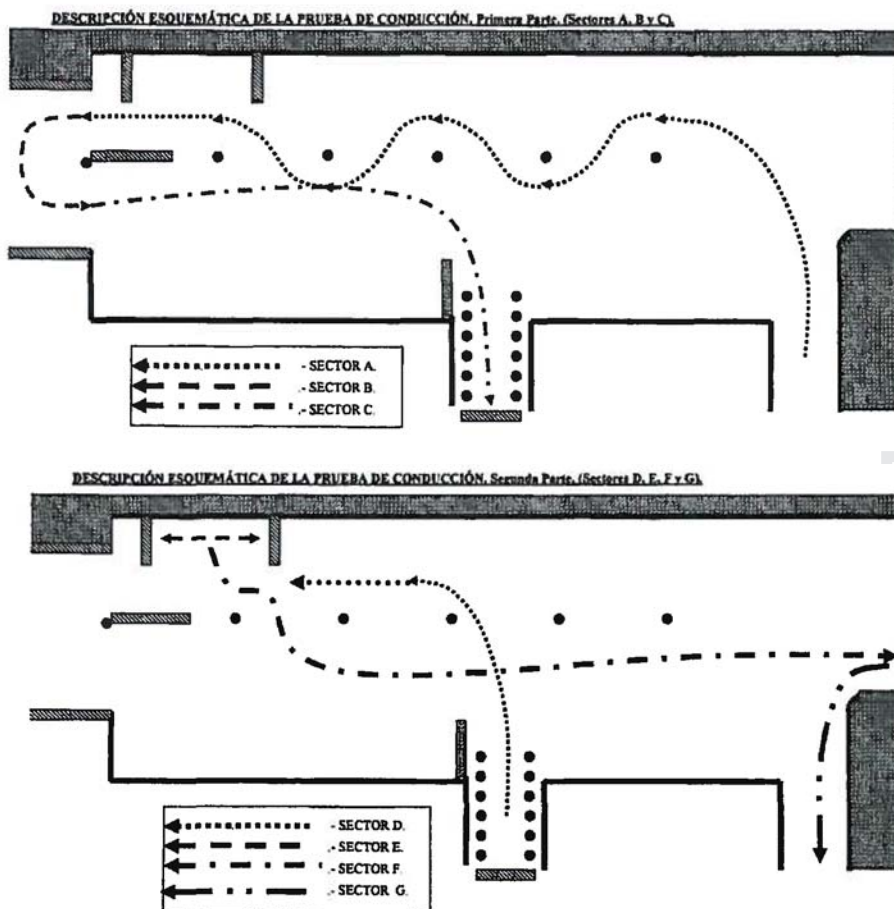 DESCRIPCIÓN ESQUEMÁTICA DE LA PRUEBA DE CONDUCCIÓN. Primera Parte. (Sectores A, B y C).
.- SECTOR A.
.- SECTOR B.
.- SECTOR C.
DESCRIPCIÓN ESQUEMÁTICA DE LA PRUEBA DE CONDUCCIÓN. Segunda Parte. (Sectores D, E, F y G).
.- SECTOR D.
.- SECTOR E.
.- SECTOR F.
.- SECTOR G.